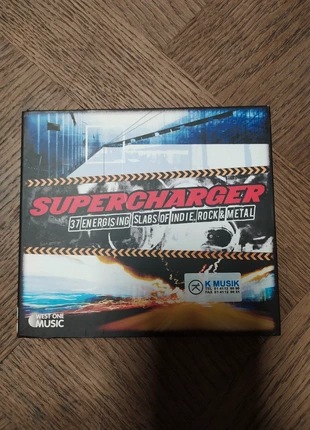 SUPERCHARGER
37 ENERGISING SLABS OF INDIE, ROCK & METAL
K MUSIK
WEST ONE
MUSIC